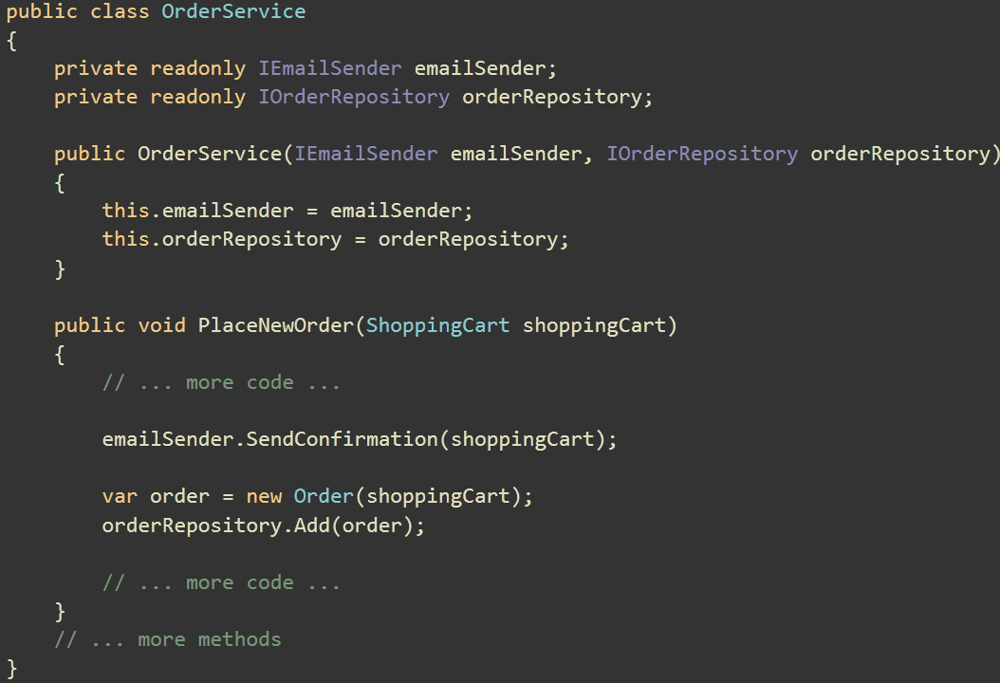 public class OrderService
{
    private readonly IEmailSender emailSender;
    private readonly IOrderRepository orderRepository;

    public OrderService(IEmailSender emailSender, IOrderRepository orderRepository)
    {
        this.emailSender = emailSender;
        this.orderRepository = orderRepository;
    }

    public void PlaceNewOrder(ShoppingCart shoppingCart)
    {
        // ... more code ...

        emailSender.SendConfirmation(shoppingCart);

        var order = new Order(shoppingCart);
        orderRepository.Add(order);

        // ... more code ...
    }
    // ... more methods
}